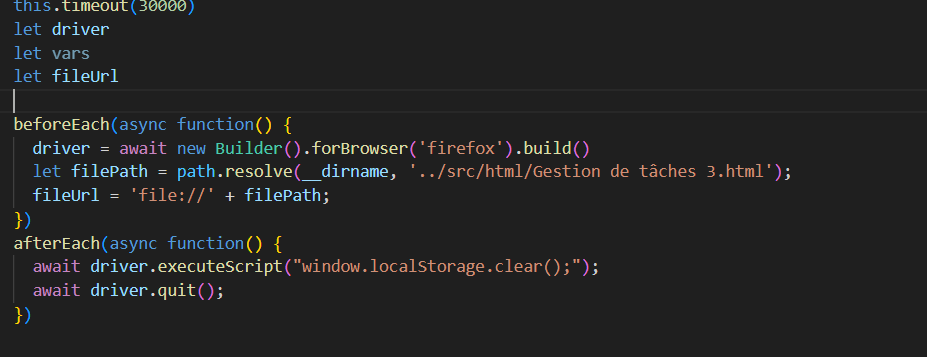 this.timeout(30000)
let driver
let vars
let fileUrl
beforeEach(async function() {
  driver = await new Builder().forBrowser('firefox').build()
  let filePath = path.resolve(__dirname, '../src/html/Gestion de tâches 3.html');
  fileUrl = 'file://' + filePath;
})
afterEach(async function() {
  await driver.executeScript("window.localStorage.clear();");
  await driver.quit();
})